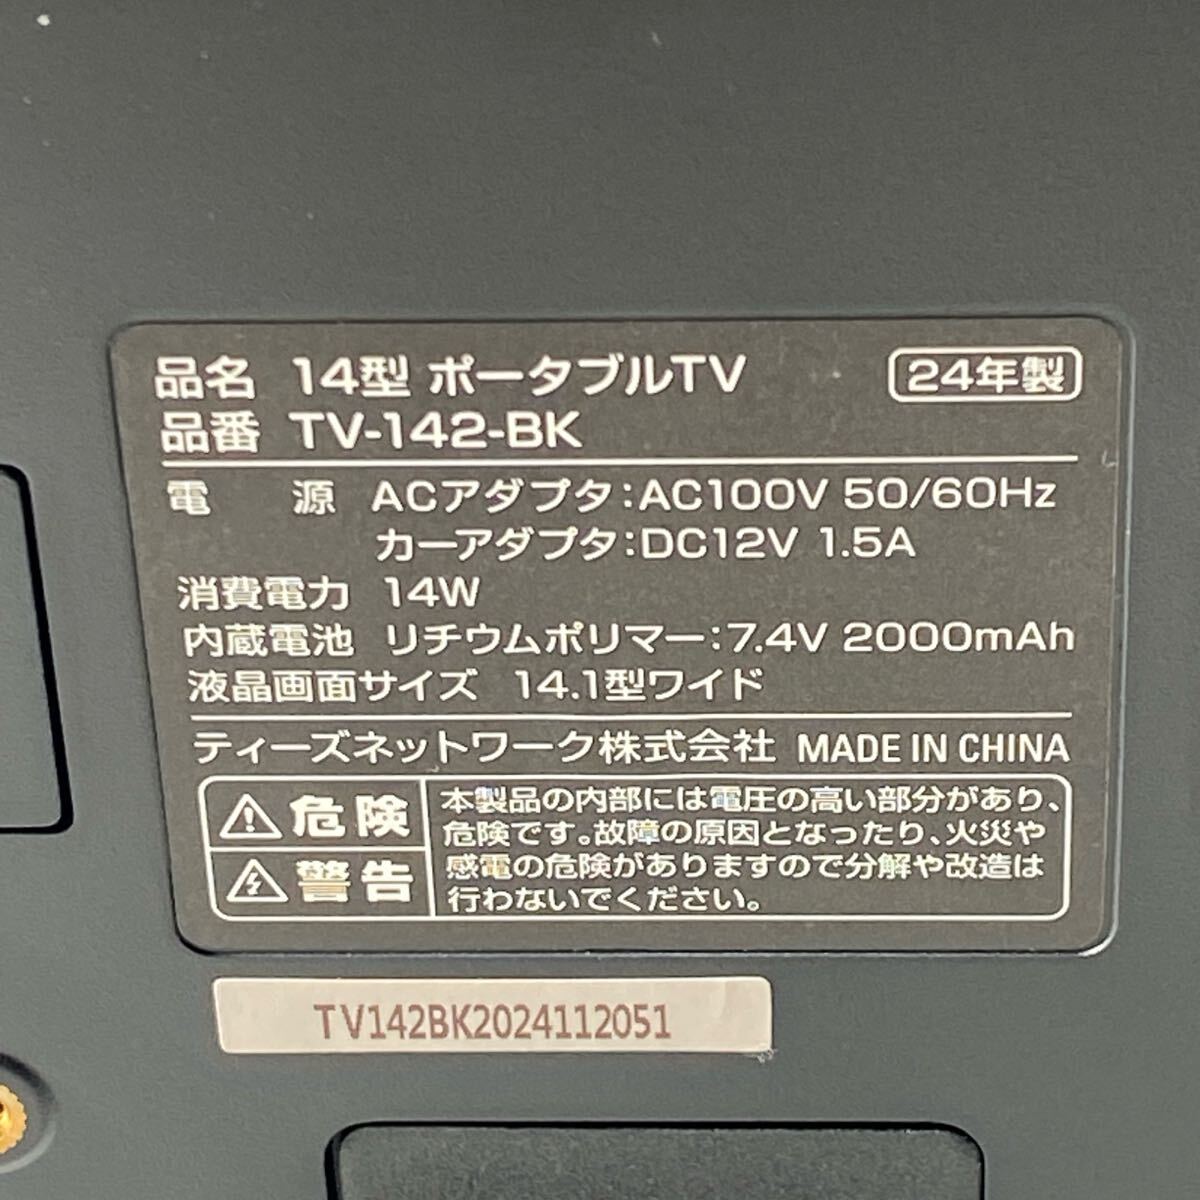 品名 14型 ポータブルTV 24年製
品番 TV-142-BK
電源 ACアダプタ:AC100V 50/60Hz
カーアダプタ:DC12V 1.5A
消費電力 14W
内蔵電池 リチウムポリマー:7.4V 2000mAh
液晶画面サイズ 14.1型ワイド
ティーズネットワーク株式会社 MADE IN CHINA
危険
警告
本製品の内部には電圧の高い部分があり、
危険です。故障の原因となったり、火災や
感電の危険がありますので分解や改造は
行わないでください。
TV142BK2024112051